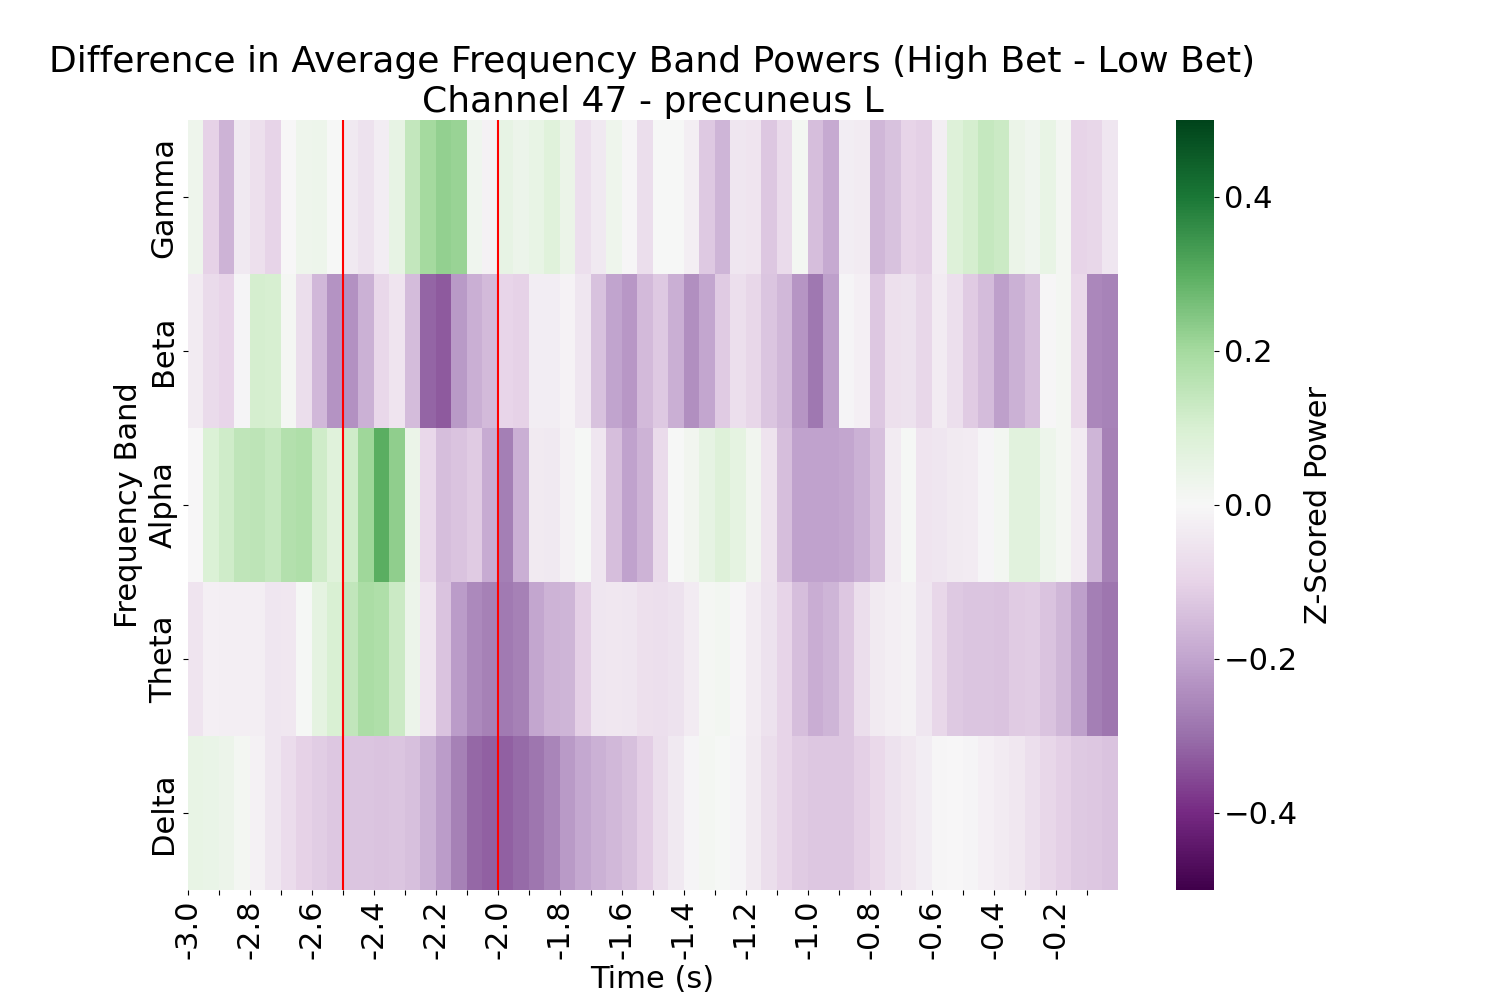 Difference in Average Frequency Band Powers (High Bet - Low Bet)
Channel 47 - precuneus L
Frequency Band
Gamma
Beta
Alpha
Theta
Delta
-3.0
-2.8
-2.6
-2.4
-2.2
-2.0
-1.8
-1.6
-1.4
-1.2
-1.0
-0.8
-0.6
-0.4
-0.2
Time (s)
0.4
0.2
0.0
−0.2
−0.4
Z-Scored Power